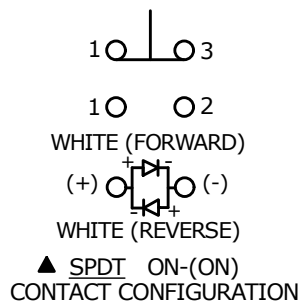 1 3
1 2
WHITE (FORWARD)
+ -
(+) (-)
- +
WHITE (REVERSE)
▲ SPDT ON-(ON)
CONTACT CONFIGURATION